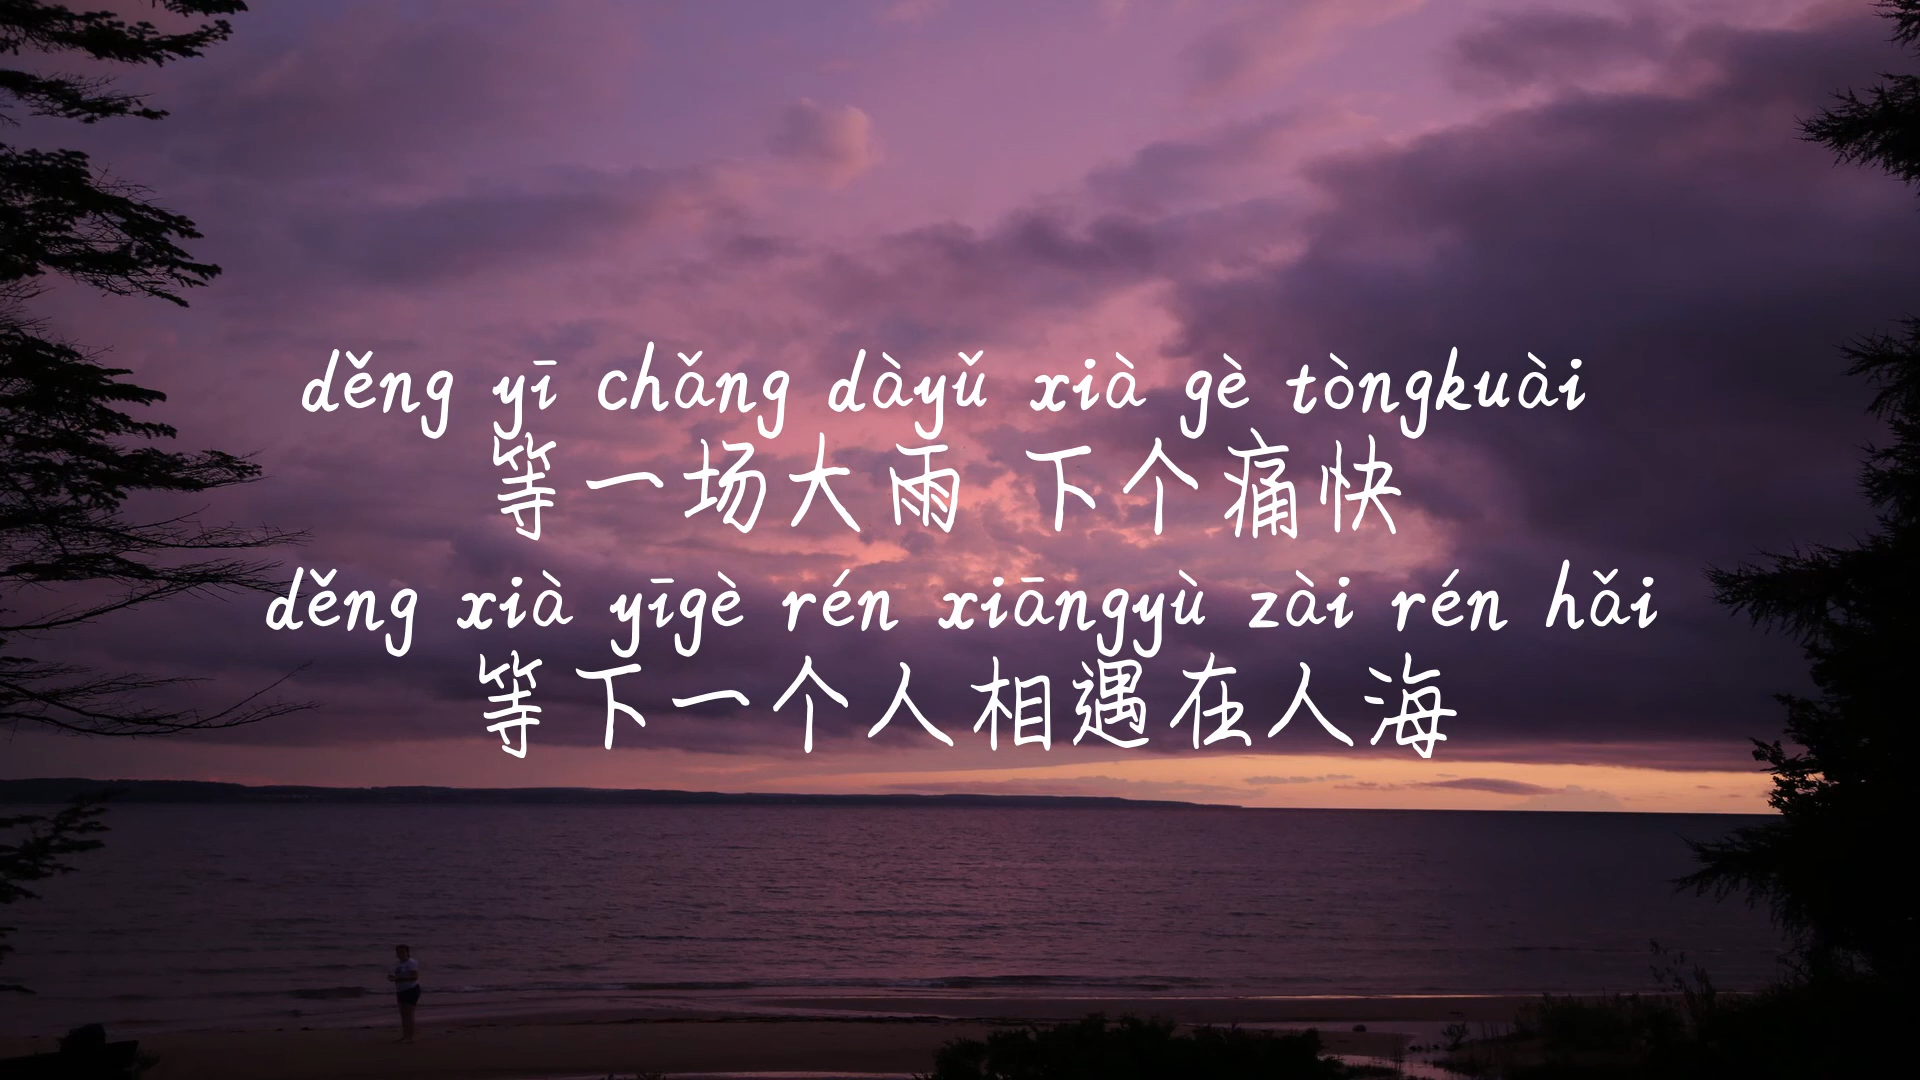 děng yī chǎng dàyǔ xià gè tòngkuài
等一场大雨 下个痛快
děng xià yīgè rén xiāngyù zài rén hǎi
等下一个人相遇在人海